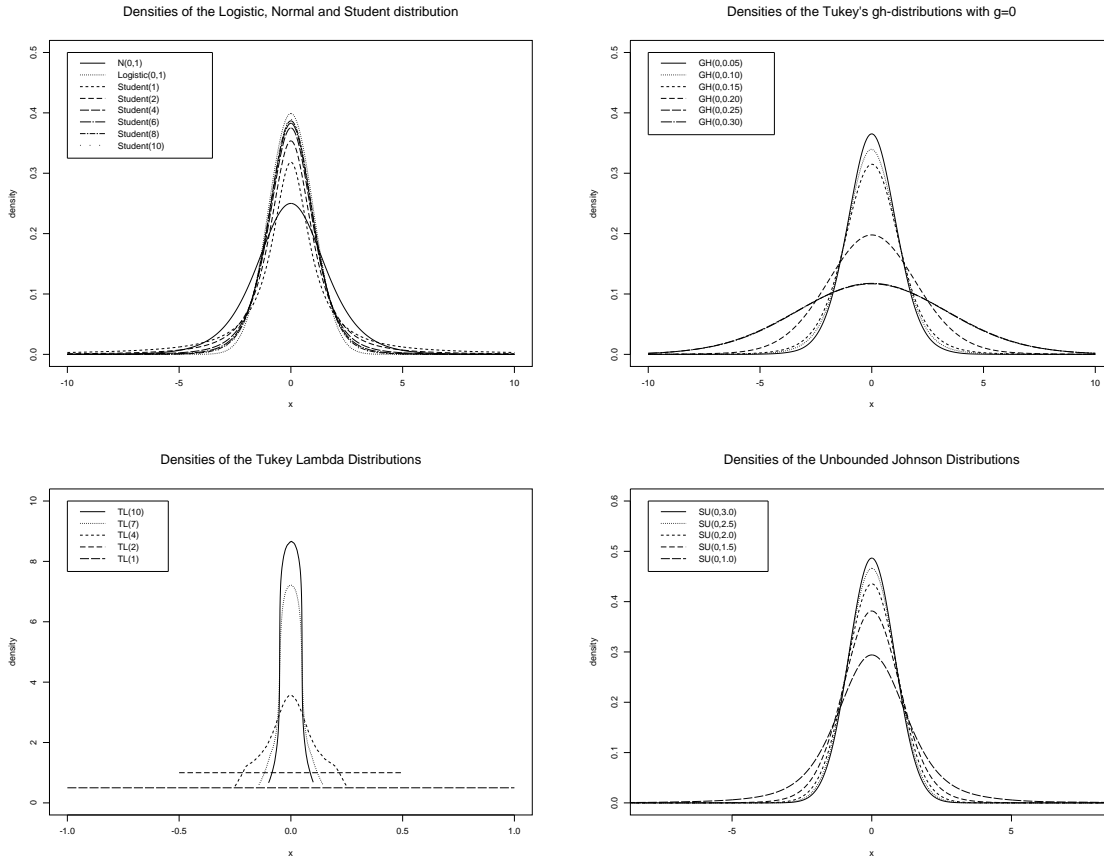 Densities of the Logistic, Normal and Student distribution
N(0,1)
Logistic(0,1)
Student(1)
Student(2)
Student(4)
Student(6)
Student(8)
Student(10)
density
0.0
0.1
0.2
0.3
0.4
0.5
-10
-5
0
5
10
x
Densities of the Tukey's gh-distributions with g=0
GH(0,0.05)
GH(0,0.10)
GH(0,0.15)
GH(0,0.20)
GH(0,0.25)
GH(0,0.30)
density
0.0
0.1
0.2
0.3
0.4
0.5
-10
-5
0
5
10
x
Densities of the Tukey Lambda Distributions
TL(10)
TL(7)
TL(4)
TL(2)
TL(1)
density
0
2
4
6
8
10
-1.0
-0.5
0.0
0.5
1.0
x
Densities of the Unbounded Johnson Distributions
SU(0,3.0)
SU(0,2.5)
SU(0,2.0)
SU(0,1.5)
SU(0,1.0)
density
0.0
0.1
0.2
0.3
0.4
0.5
0.6
-5
0
5
x